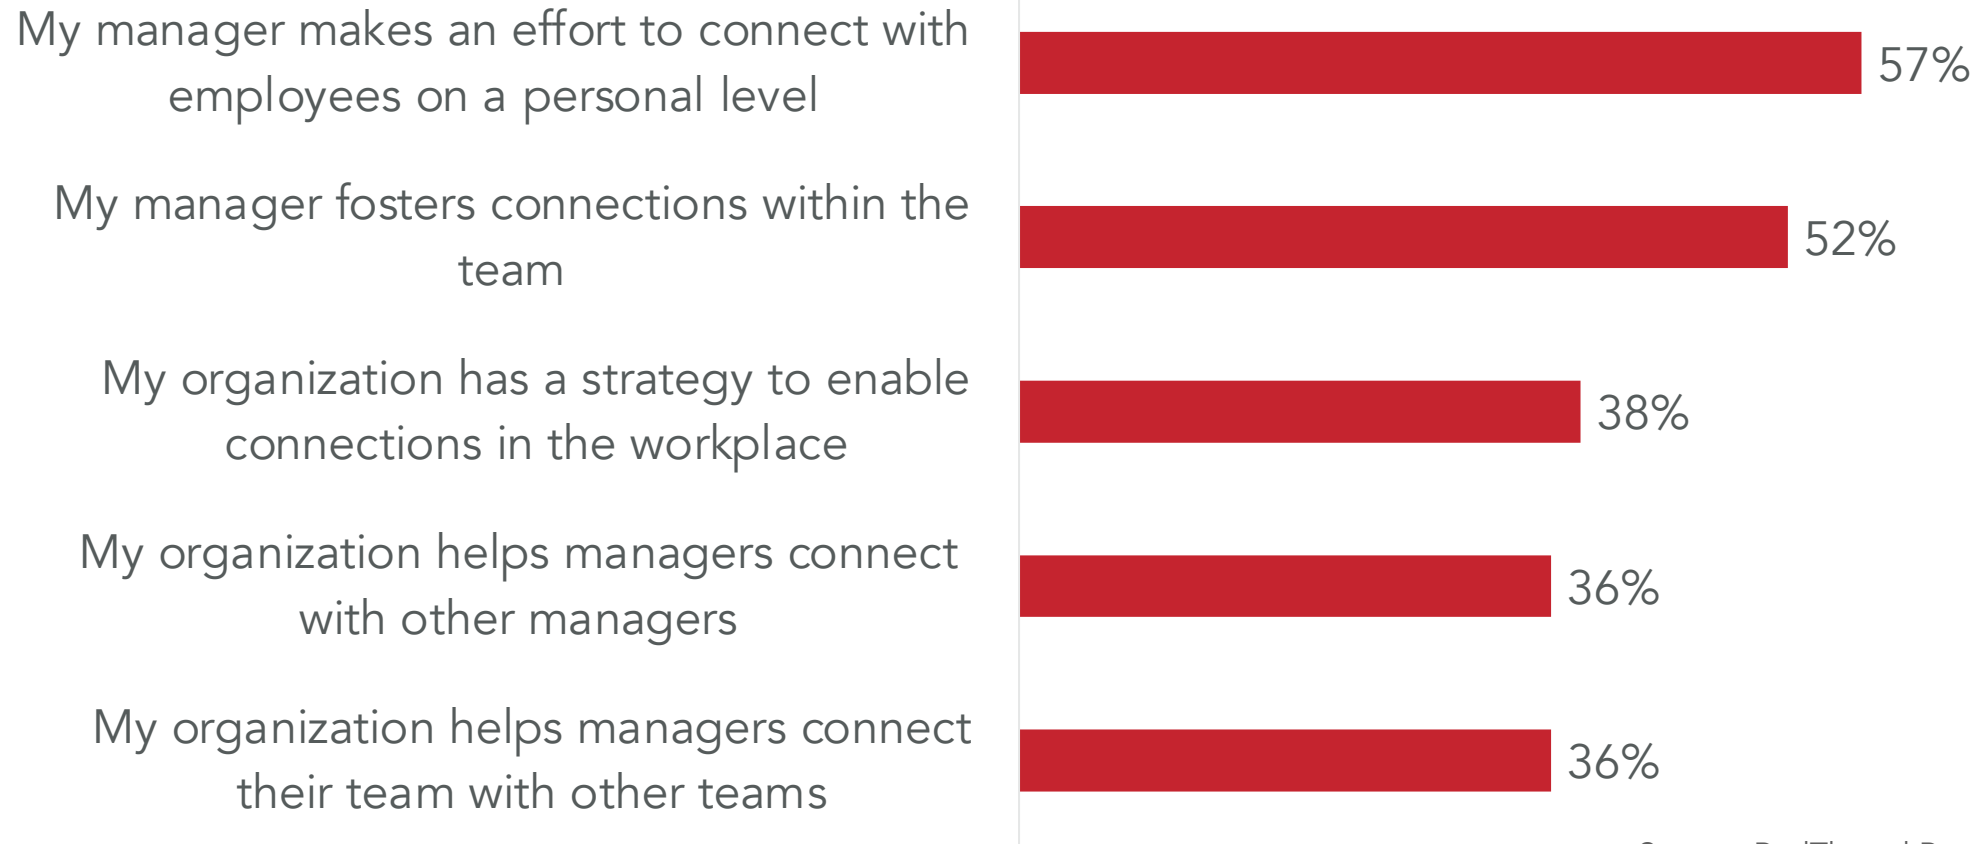 My manager makes an effort to connect with
employees on a personal level
57%
My manager fosters connections within the
team
52%
My organization has a strategy to enable
connections in the workplace
38%
My organization helps managers connect
with other managers
36%
My organization helps managers connect
their team with other teams
36%